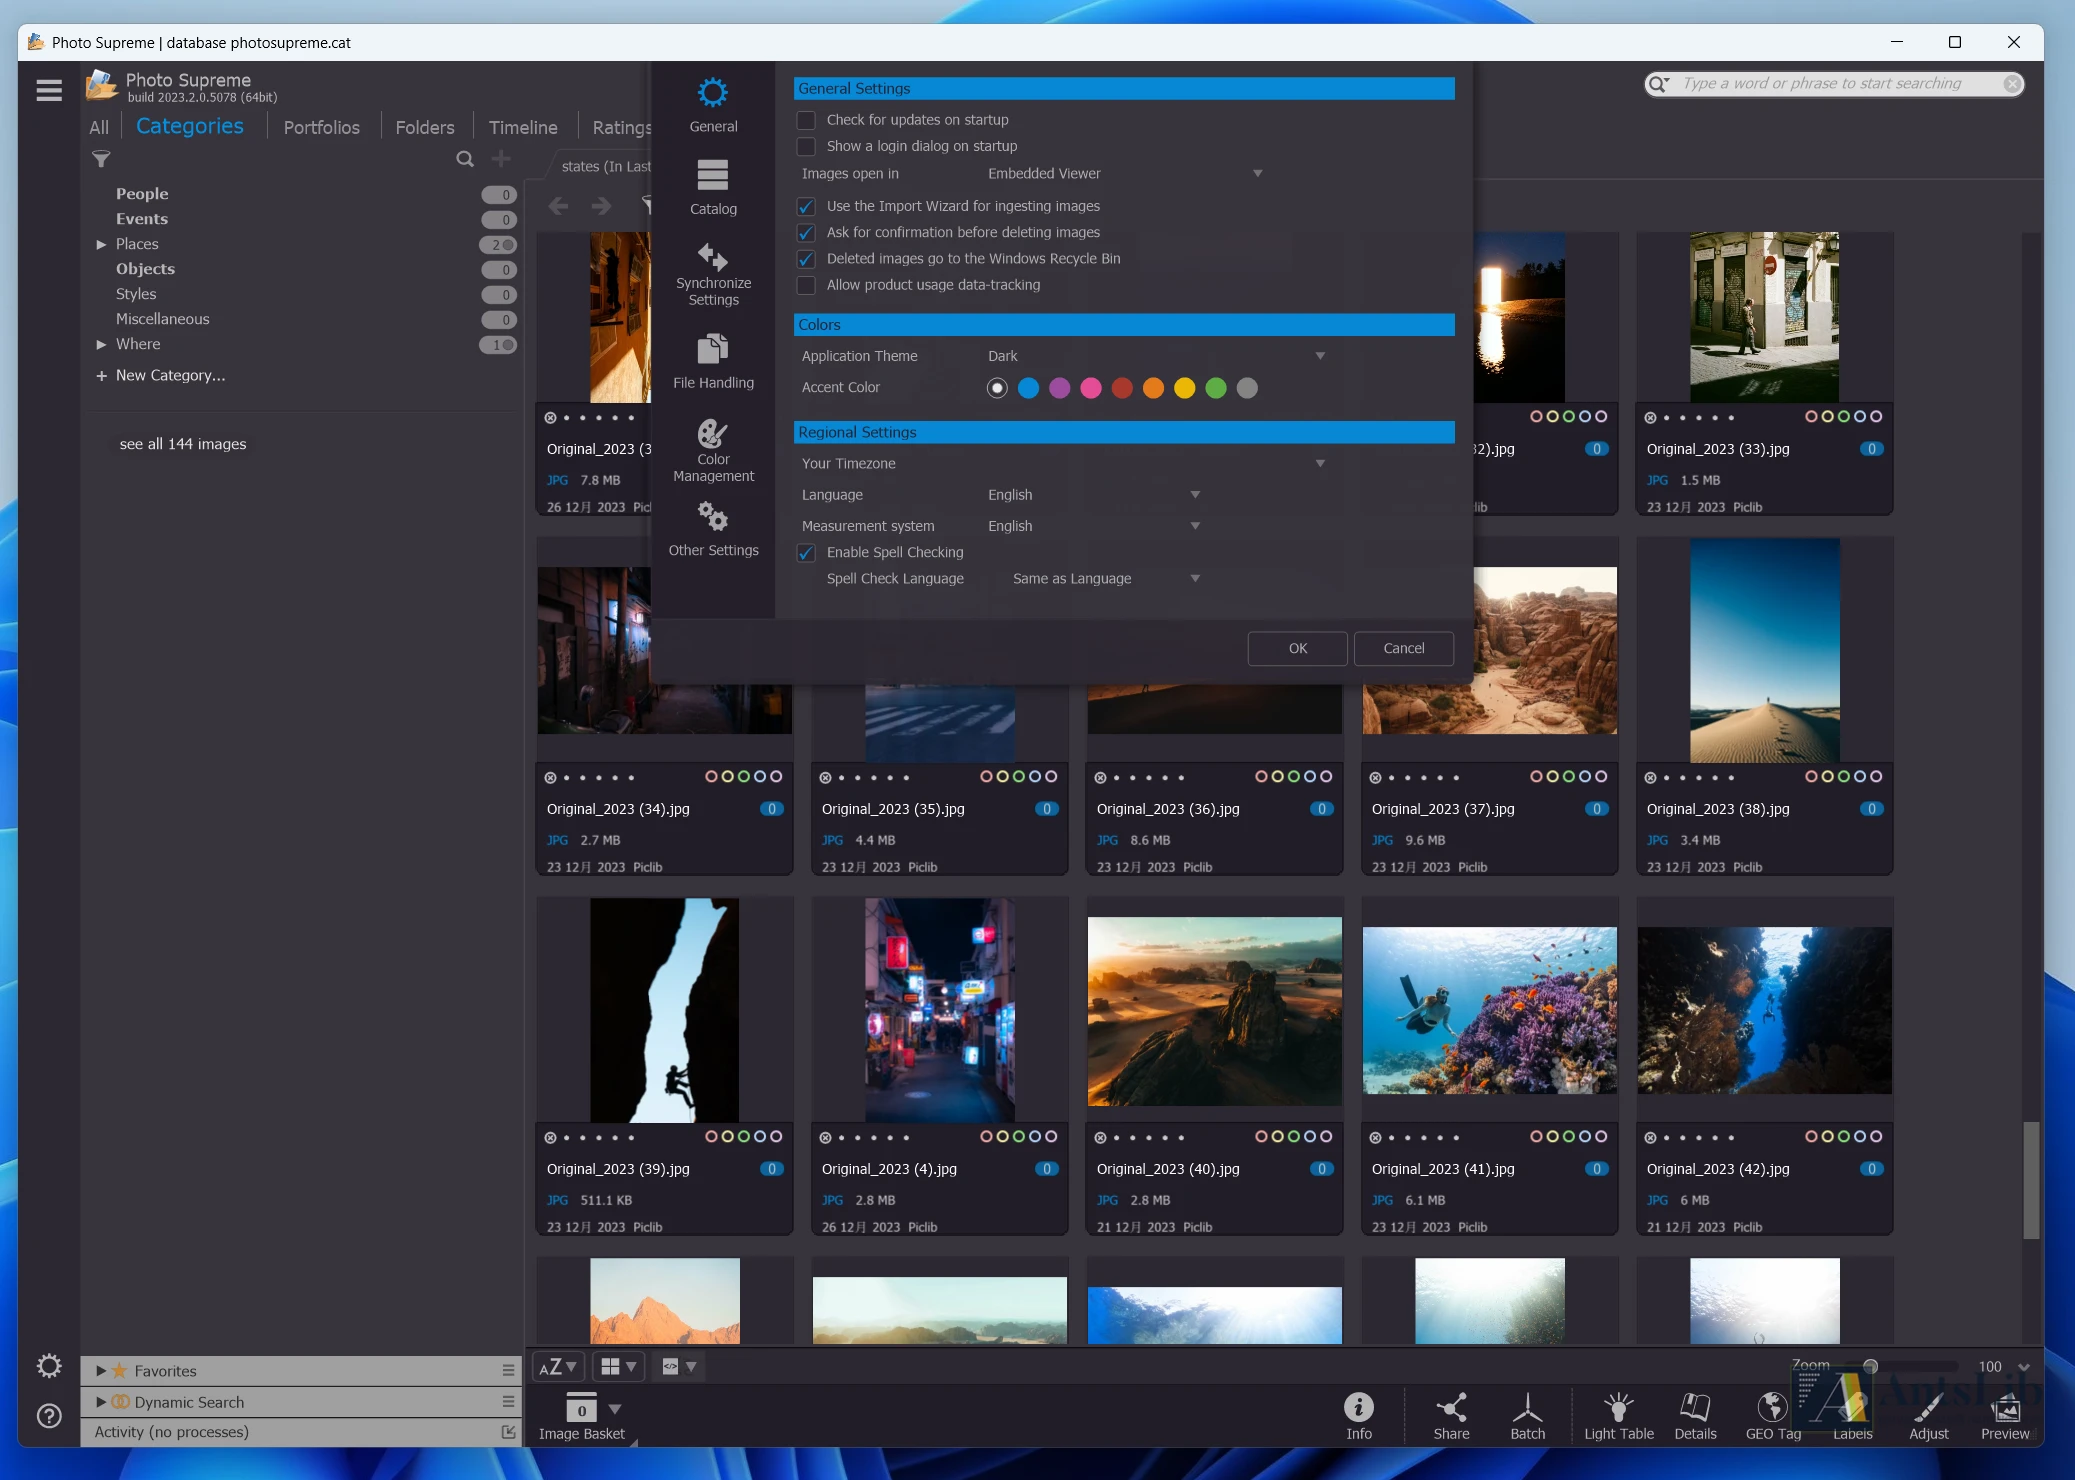 Photo Supreme | database photosupreme.cat
Photo Supreme
build 2023.2.0.5078 (64bit)
Type a word or phrase to start searching
All
Categories
Portfolios
Folders
Timeline
Ratings
People 0
Events 0
Places 2
Objects 0
Styles 0
Miscellaneous 0
Where 1
+ New Category...
see all 144 images
states (In Last
General
Catalog
Synchronize
Settings
File Handling
Color
Management
Other Settings
General Settings
Check for updates on startup
Show a login dialog on startup
Images open in Embedded Viewer
Use the Import Wizard for ingesting images
Ask for confirmation before deleting images
Deleted images go to the Windows Recycle Bin
Allow product usage data-tracking
Colors
Application Theme Dark
Accent Color
Regional Settings
Your Timezone
Language English
Measurement system English
Enable Spell Checking
Spell Check Language Same as Language
OK Cancel
Original_2023 (3
JPG 7.8 MB
26 12月 2023 Picl
32).jpg 0
lib
Original_2023 (33).jpg 0
JPG 1.5 MB
23 12月 2023 Piclib
Original_2023 (34).jpg 0
JPG 2.7 MB
23 12月 2023 Piclib
Original_2023 (35).jpg 0
JPG 4.4 MB
23 12月 2023 Piclib
Original_2023 (36).jpg 0
JPG 8.6 MB
23 12月 2023 Piclib
Original_2023 (37).jpg 0
JPG 9.6 MB
23 12月 2023 Piclib
Original_2023 (38).jpg 0
JPG 3.4 MB
23 12月 2023 Piclib
Original_2023 (39).jpg 0
JPG 511.1 KB
23 12月 2023 Piclib
Original_2023 (4).jpg 0
JPG 2.8 MB
26 12月 2023 Piclib
Original_2023 (40).jpg 0
JPG 2.8 MB
21 12月 2023 Piclib
Original_2023 (41).jpg 0
JPG 6.1 MB
23 12月 2023 Piclib
Original_2023 (42).jpg 0
JPG 6 MB
21 12月 2023 Piclib
Favorites
Dynamic Search
Activity (no processes)
AZ
Zoom 100
0
Image Basket
Info
Share
Batch
Light Table
Details
GEO Tag
Labels
Adjust
Preview
AntsLib